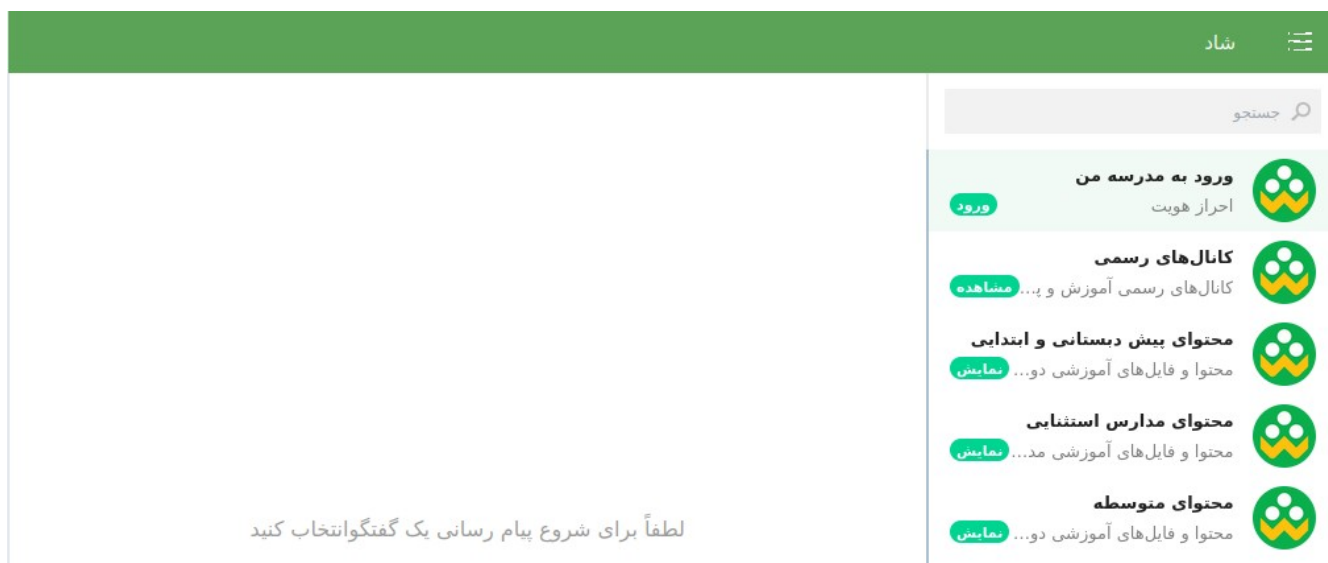 شاد
جستجو
ورود به مدرسه من
احراز هویت
ورود
کانال‌های رسمی
کانال‌های رسمی آموزش و پ...
مشاهده
محتوای پیش دبستانی و ابتدایی
محتوا و فایل‌های آموزشی دو...
نمایش
محتوای مدارس استثنایی
محتوا و فایل‌های آموزشی مد...
نمایش
محتوای متوسطه
محتوا و فایل‌های آموزشی دو...
نمایش
لطفاً برای شروع پیام رسانی یک گفتگوانتخاب کنید